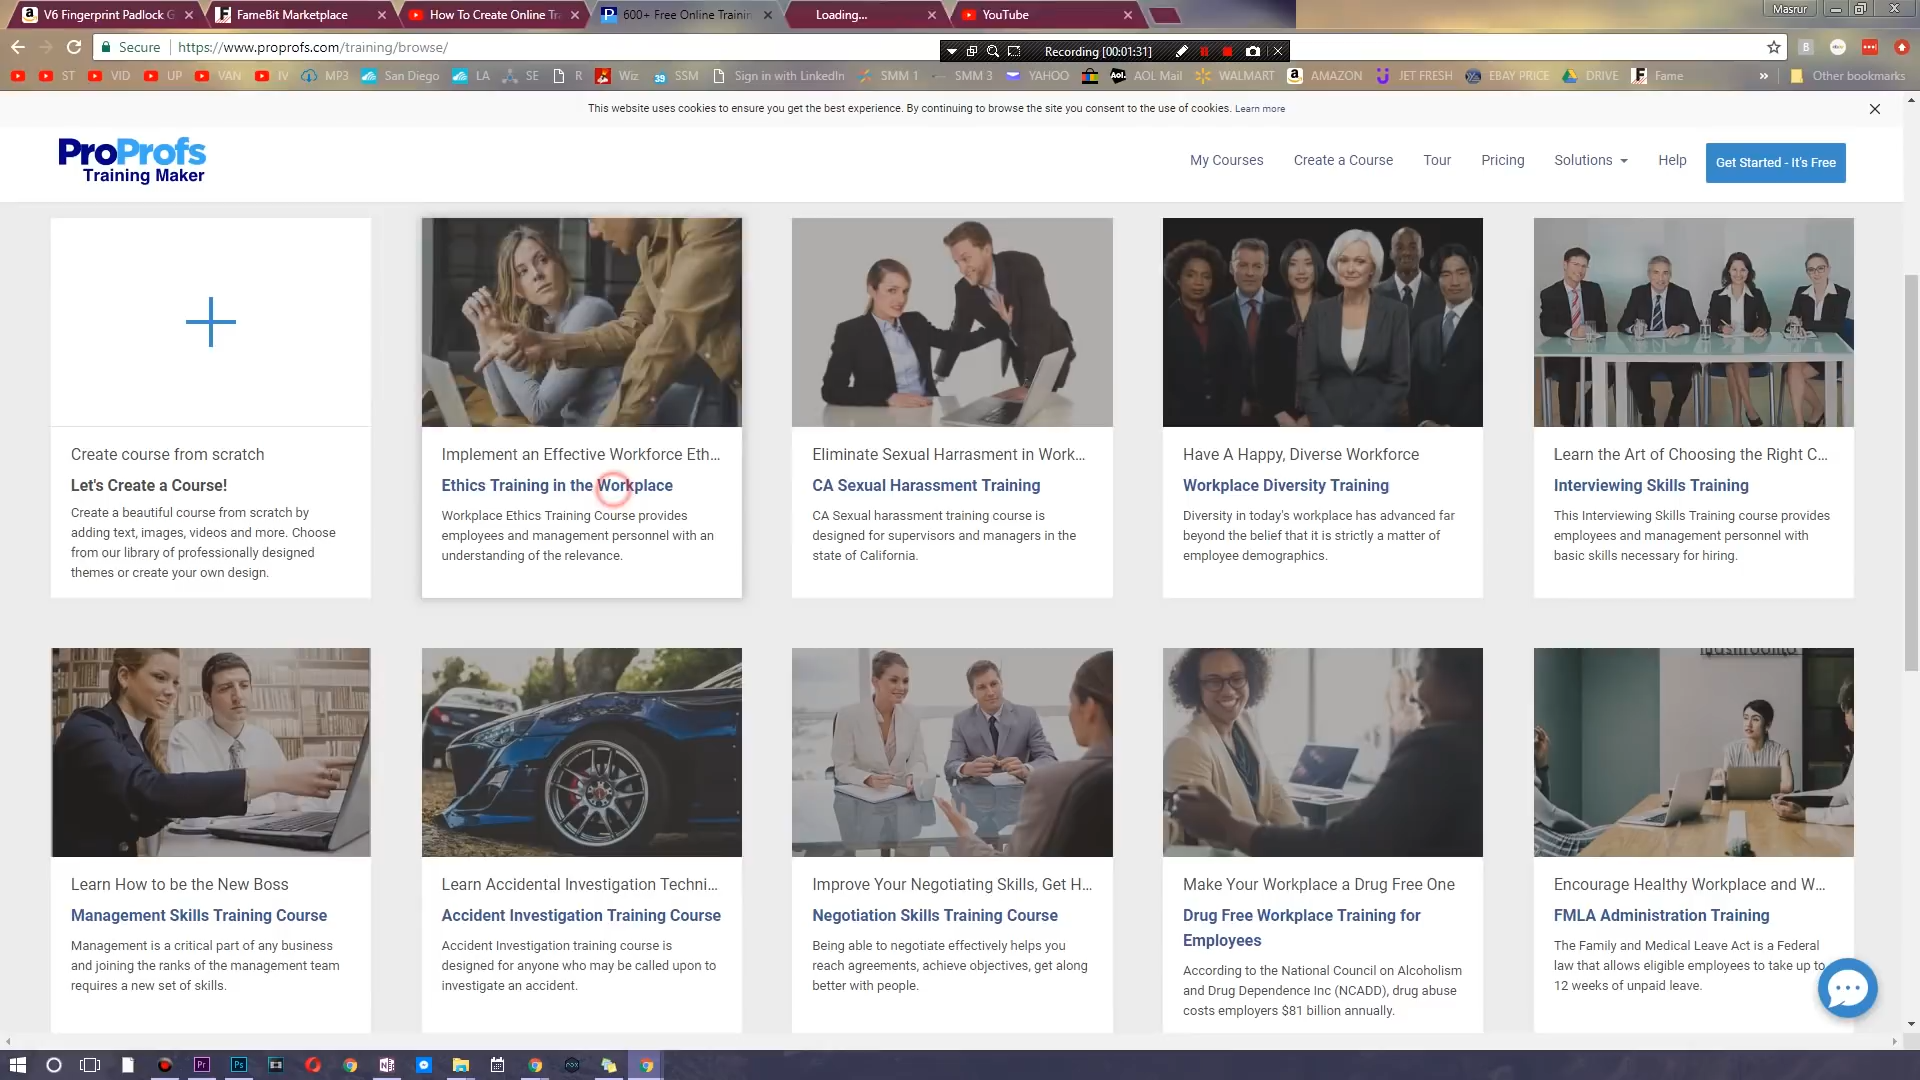 V6 Fingerprint Padlock G
FameBit Marketplace
How To Create Online Tra
600+ Free Online Trainin
Loading...
YouTube
Masrur
Secure
https://www.proprofs.com/training/browse/
Recording [00:01:31]
ST
VID
UP
VAN
IV
MP3
San Diego
LA
SE
R
Wiz
SSM
Sign in with LinkedIn
SMM 1
SMM 3
YAHOO
AOL Mail
WALMART
AMAZON
JET FRESH
EBAY PRICE
DRIVE
Fame
»
Other bookmarks
This website uses cookies to ensure you get the best experience. By continuing to browse the site you consent to the use of cookies. Learn more
ProProfs
Training Maker
My Courses
Create a Course
Tour
Pricing
Solutions
Help
Get Started - It's Free
Create course from scratch
Let's Create a Course!
Create a beautiful course from scratch by
adding text, images, videos and more. Choose
from our library of professionally designed
themes or create your own design.
Implement an Effective Workforce Eth...
Ethics Training in the Workplace
Workplace Ethics Training Course provides
employees and management personnel with an
understanding of the relevance.
Eliminate Sexual Harrasment in Work...
CA Sexual Harassment Training
CA Sexual harassment training course is
designed for supervisors and managers in the
state of California.
Have A Happy, Diverse Workforce
Workplace Diversity Training
Diversity in today's workplace has advanced far
beyond the belief that it is strictly a matter of
employee demographics.
Learn the Art of Choosing the Right C...
Interviewing Skills Training
This Interviewing Skills Training course provides
employees and management personnel with
basic skills necessary for hiring.
Learn How to be the New Boss
Management Skills Training Course
Management is a critical part of any business
and joining the ranks of the management team
requires a new set of skills.
Learn Accidental Investigation Techni...
Accident Investigation Training Course
Accident Investigation training course is
designed for anyone who may be called upon to
investigate an accident.
Improve Your Negotiating Skills, Get H...
Negotiation Skills Training Course
Being able to negotiate effectively helps you
reach agreements, achieve objectives, get along
better with people.
Make Your Workplace a Drug Free One
Drug Free Workplace Training for
Employees
According to the National Council on Alcoholism
and Drug Dependence Inc (NCADD), drug abuse
costs employers $81 billion annually.
Encourage Healthy Workplace and W...
FMLA Administration Training
The Family and Medical Leave Act is a Federal
law that allows eligible employees to take up to
12 weeks of unpaid leave.